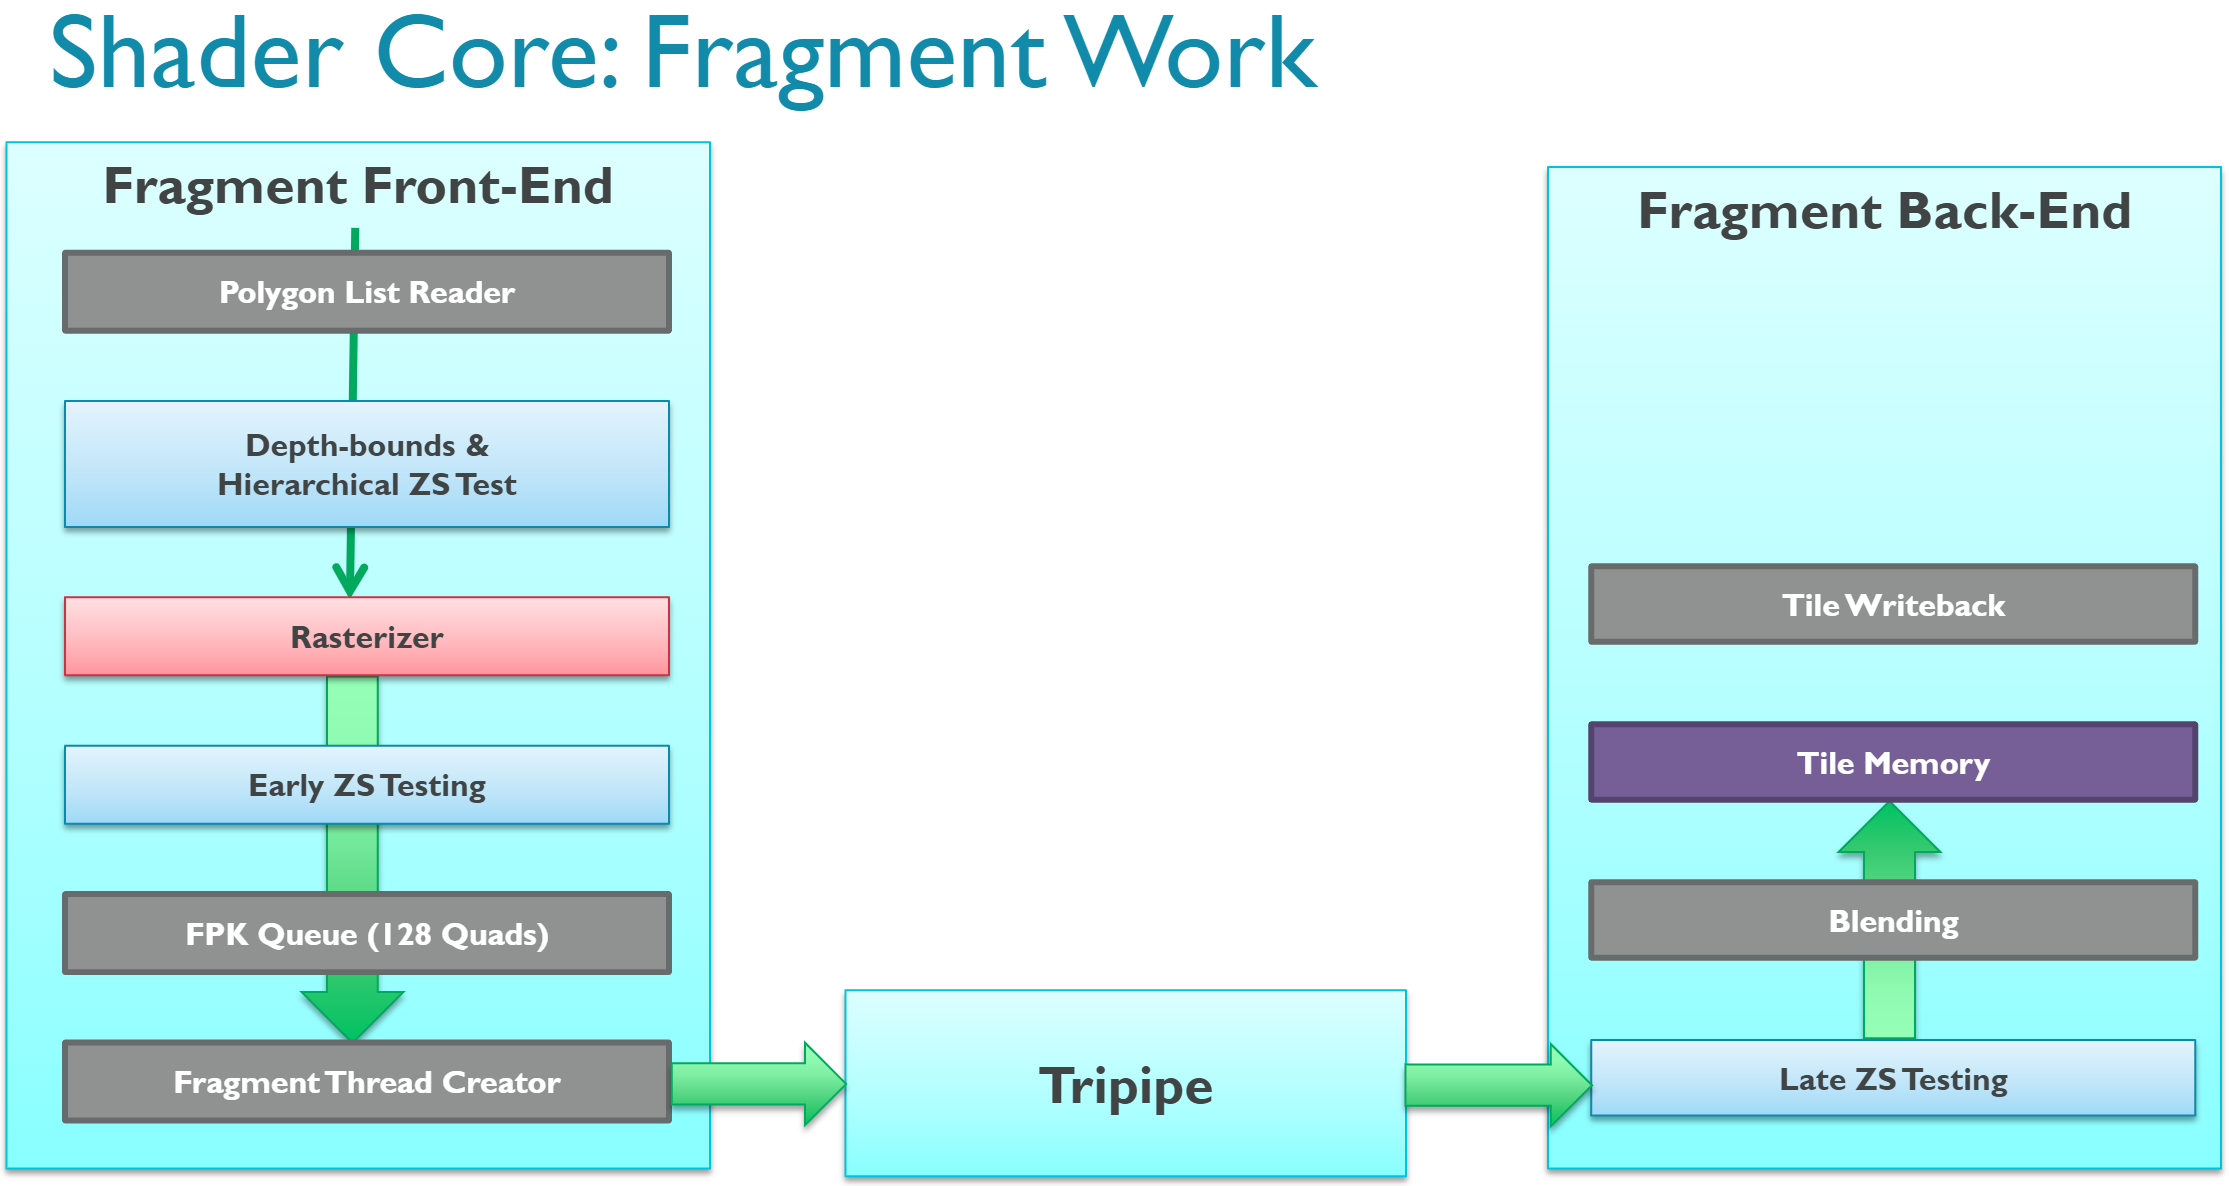 Shader Core: Fragment Work
Fragment Front-End
Polygon List Reader
Depth-bounds &
Hierarchical ZS Test
Rasterizer
Early ZS Testing
FPK Queue (128 Quads)
Fragment Thread Creator
Tripipe
Fragment Back-End
Tile Writeback
Tile Memory
Blending
Late ZS Testing